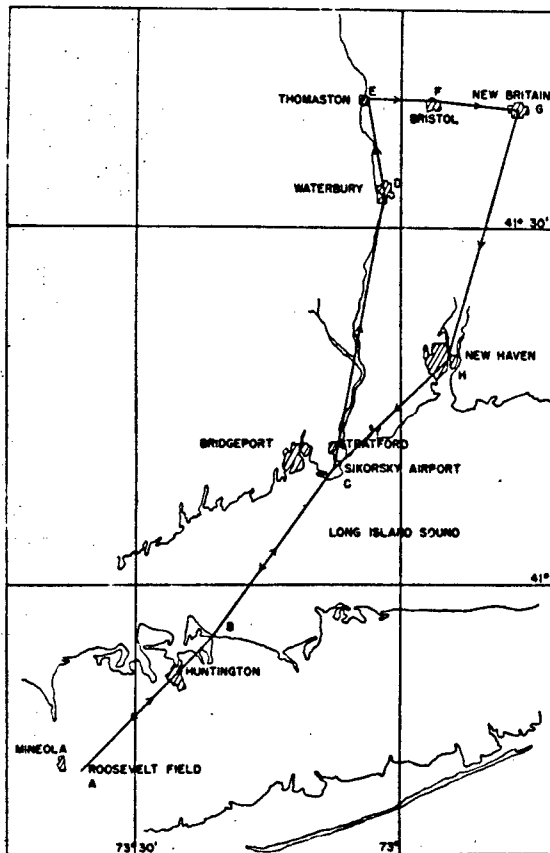 E
F
NEW BRITAIN
THOMASTON
BRISTOL
G
WATERBURY
D
41° 30'
NEW HAVEN
H
BRIDGEPORT
STRATFORD
SIKORSKY AIRPORT
C
LONG ISLAND SOUND
41°
B
HUNTINGTON
MINEOLA
ROOSEVELT FIELD
A
73° 30'
73°